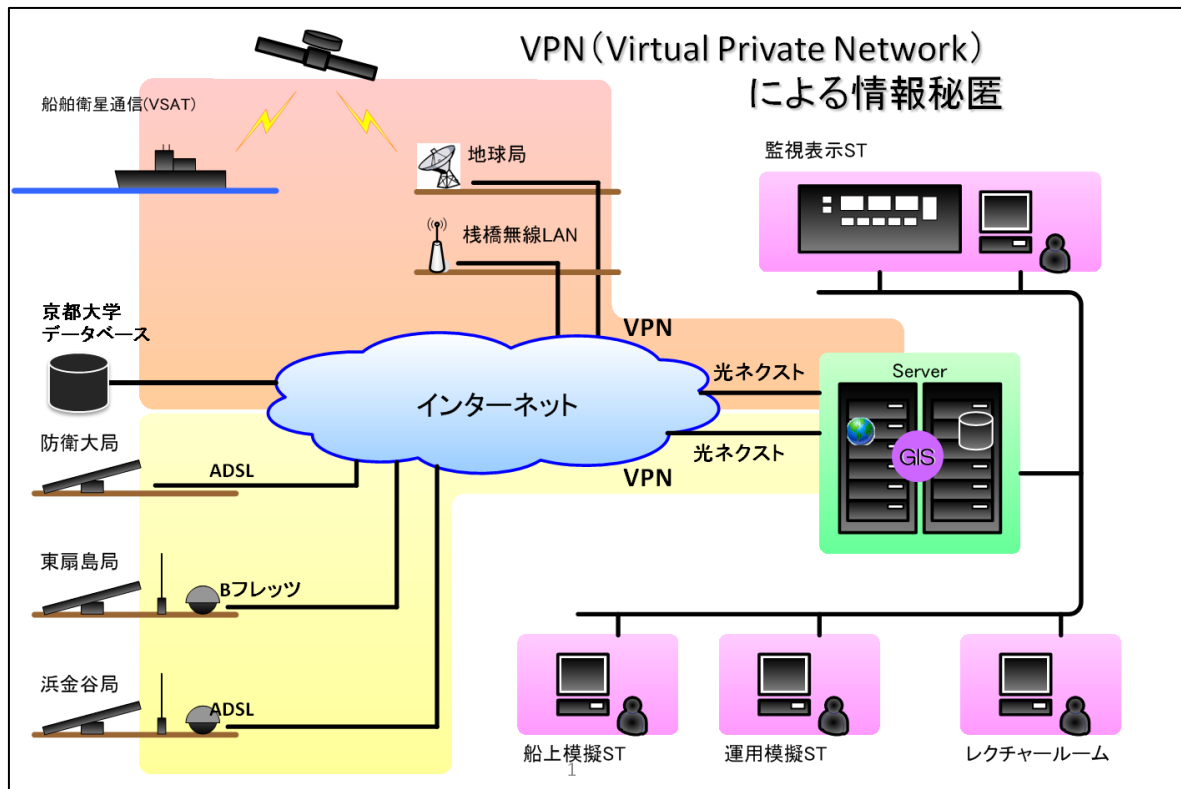 VPN(Virtual Private Network)
による情報秘匿
船舶衛星通信(VSAT)
地球局
監視表示ST
桟橋無線LAN
京都大学
データベース
VPN
光ネクスト
Server
インターネット
GIS
防衛大局
光ネクスト
ADSL
VPN
東扇島局
Bフレッツ
浜金谷局
ADSL
船上模擬ST
運用模擬ST
レクチャールーム
1